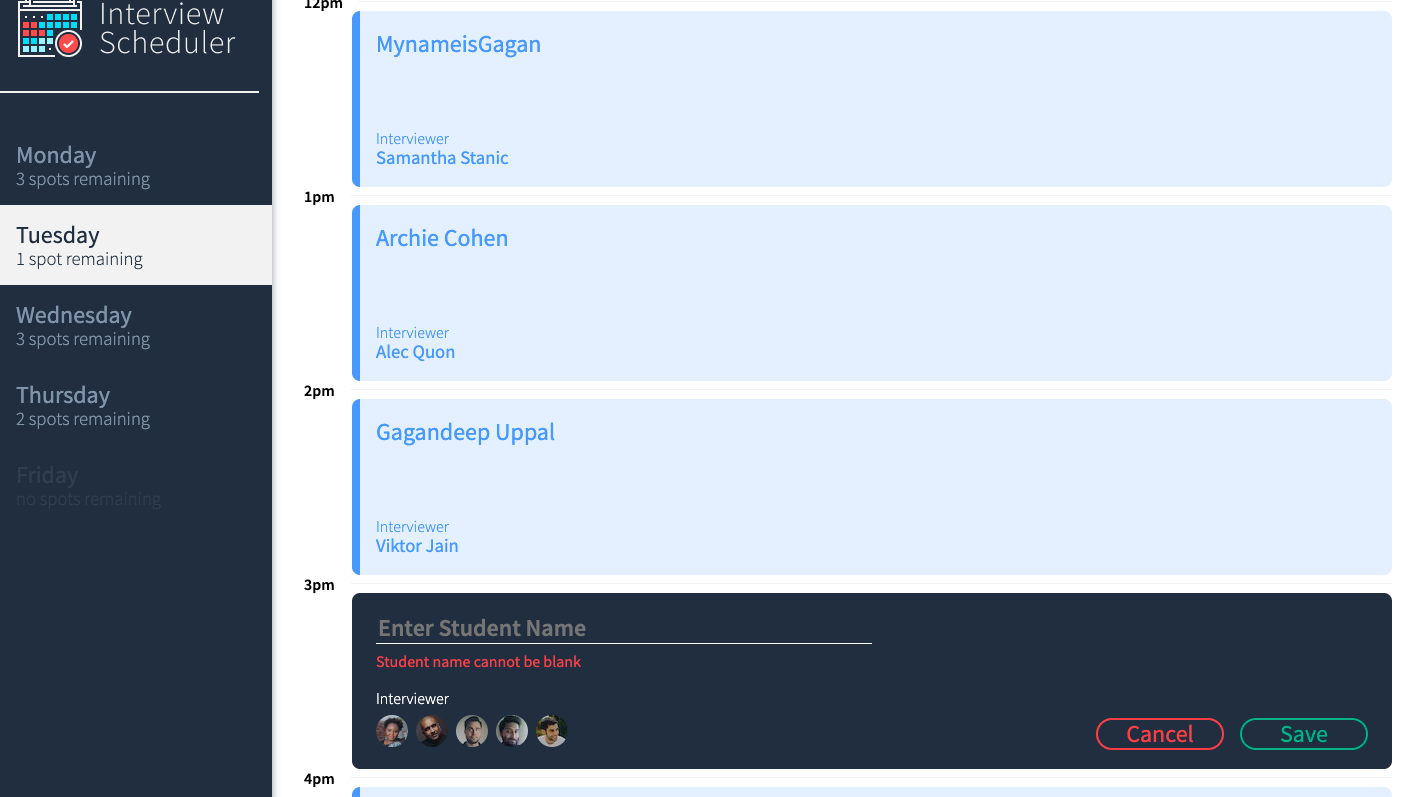 Interview
Scheduler
Monday
3 spots remaining
Tuesday
1 spot remaining
Wednesday
3 spots remaining
Thursday
2 spots remaining
Friday
no spots remaining
12pm
MynameisGagan
Interviewer
Samantha Stanic
1pm
Archie Cohen
Interviewer
Alec Quon
2pm
Gagandeep Uppal
Interviewer
Viktor Jain
3pm
Enter Student Name
Student name cannot be blank
Interviewer
Cancel
Save
4pm